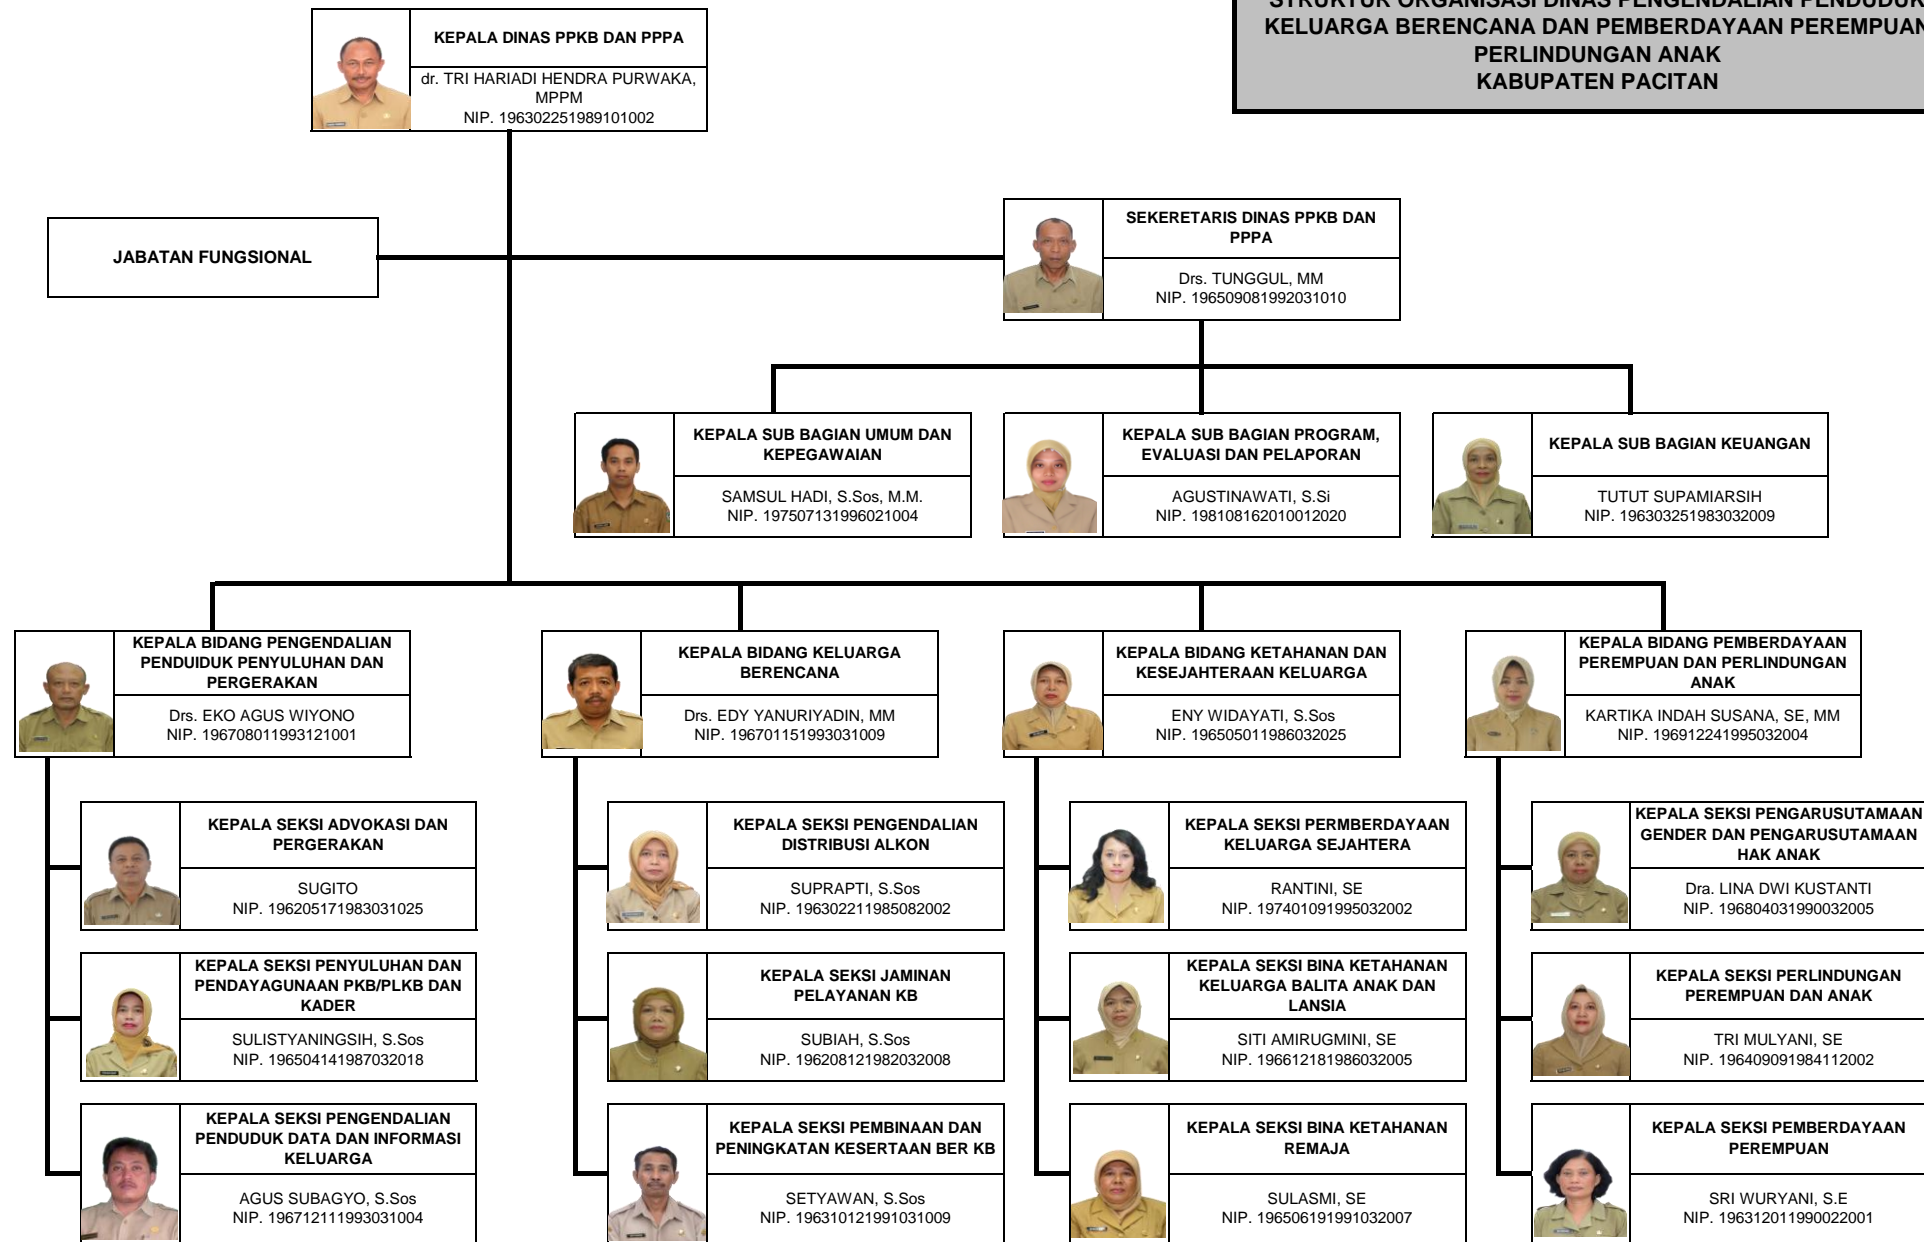 STRUKTUR ORGANISASI DINAS PENGENDALIAN PENDUDUK
KELUARGA BERENCANA DAN PEMBERDAYAAN PEREMPUAN
PERLINDUNGAN ANAK
KABUPATEN PACITAN
KEPALA DINAS PPKB DAN PPPA
dr. TRI HARIADI HENDRA PURWAKA,
MPPM
NIP. 196302251989101002
JABATAN FUNGSIONAL
SEKERETARIS DINAS PPKB DAN
PPPA
Drs. TUNGGUL, MM
NIP. 196509081992031010
KEPALA SUB BAGIAN UMUM DAN
KEPEGAWAIAN
SAMSUL HADI, S.Sos, M.M.
NIP. 197507131996021004
KEPALA SUB BAGIAN PROGRAM,
EVALUASI DAN PELAPORAN
AGUSTINAWATI, S.Si
NIP. 198108162010012020
KEPALA SUB BAGIAN KEUANGAN
TUTUT SUPAMIARSIH
NIP. 196303251983032009
KEPALA BIDANG PENGENDALIAN
PENDUIDUK PENYULUHAN DAN
PERGERAKAN
Drs. EKO AGUS WIYONO
NIP. 196708011993121001
KEPALA BIDANG KELUARGA
BERENCANA
Drs. EDY YANURIYADIN, MM
NIP. 196701151993031009
KEPALA BIDANG KETAHANAN DAN
KESEJAHTERAAN KELUARGA
ENY WIDAYATI, S.Sos
NIP. 196505011986032025
KEPALA BIDANG PEMBERDAYAAN
PEREMPUAN DAN PERLINDUNGAN
ANAK
KARTIKA INDAH SUSANA, SE, MM
NIP. 196912241995032004
KEPALA SEKSI ADVOKASI DAN
PERGERAKAN
SUGITO
NIP. 196205171983031025
KEPALA SEKSI PENGENDALIAN
DISTRIBUSI ALKON
SUPRAPTI, S.Sos
NIP. 196302211985082002
KEPALA SEKSI PERMBERDAYAAN
KELUARGA SEJAHTERA
RANTINI, SE
NIP. 197401091995032002
KEPALA SEKSI PENGARUSUTAMAAN
GENDER DAN PENGARUSUTAMAAN
HAK ANAK
Dra. LINA DWI KUSTANTI
NIP. 196804031990032005
KEPALA SEKSI PENYULUHAN DAN
PENDAYAGUNAAN PKB/PLKB DAN
KADER
SULISTYANINGSIH, S.Sos
NIP. 196504141987032018
KEPALA SEKSI JAMINAN
PELAYANAN KB
SUBIAH, S.Sos
NIP. 196208121982032008
KEPALA SEKSI BINA KETAHANAN
KELUARGA BALITA ANAK DAN
LANSIA
SITI AMIRUGMINI, SE
NIP. 196612181986032005
KEPALA SEKSI PERLINDUNGAN
PEREMPUAN DAN ANAK
TRI MULYANI, SE
NIP. 196409091984112002
KEPALA SEKSI PENGENDALIAN
PENDUDUK DATA DAN INFORMASI
KELUARGA
AGUS SUBAGYO, S.Sos
NIP. 196712111993031004
KEPALA SEKSI PEMBINAAN DAN
PENINGKATAN KESERTAAN BER KB
SETYAWAN, S.Sos
NIP. 196310121991031009
KEPALA SEKSI BINA KETAHANAN
REMAJA
SULASMI, SE
NIP. 196506191991032007
KEPALA SEKSI PEMBERDAYAAN
PEREMPUAN
SRI WURYANI, S.E
NIP. 196312011990022001